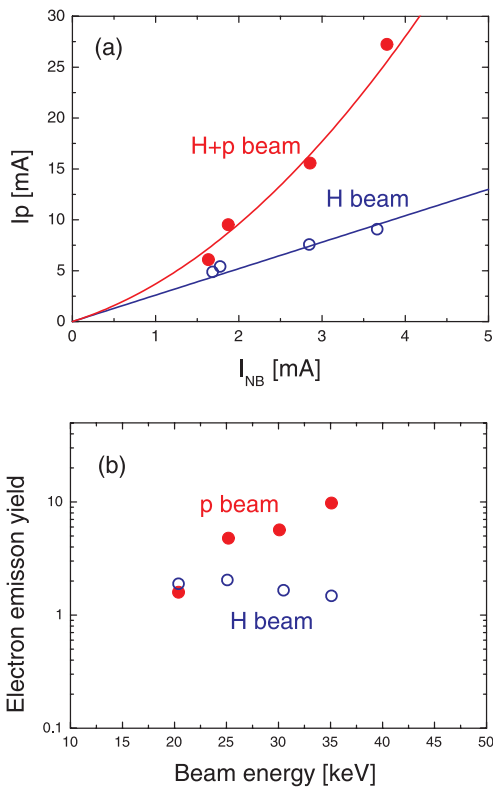 30
25
20
15
10
5
0
Ip [mA]
(a)
H+p beam
H beam
0 1 2 3 4 5
I_NB [mA]
10
1
0.1
Electron emisson yield
(b)
p beam
H beam
10 15 20 25 30 35 40 45 50
Beam energy [keV]